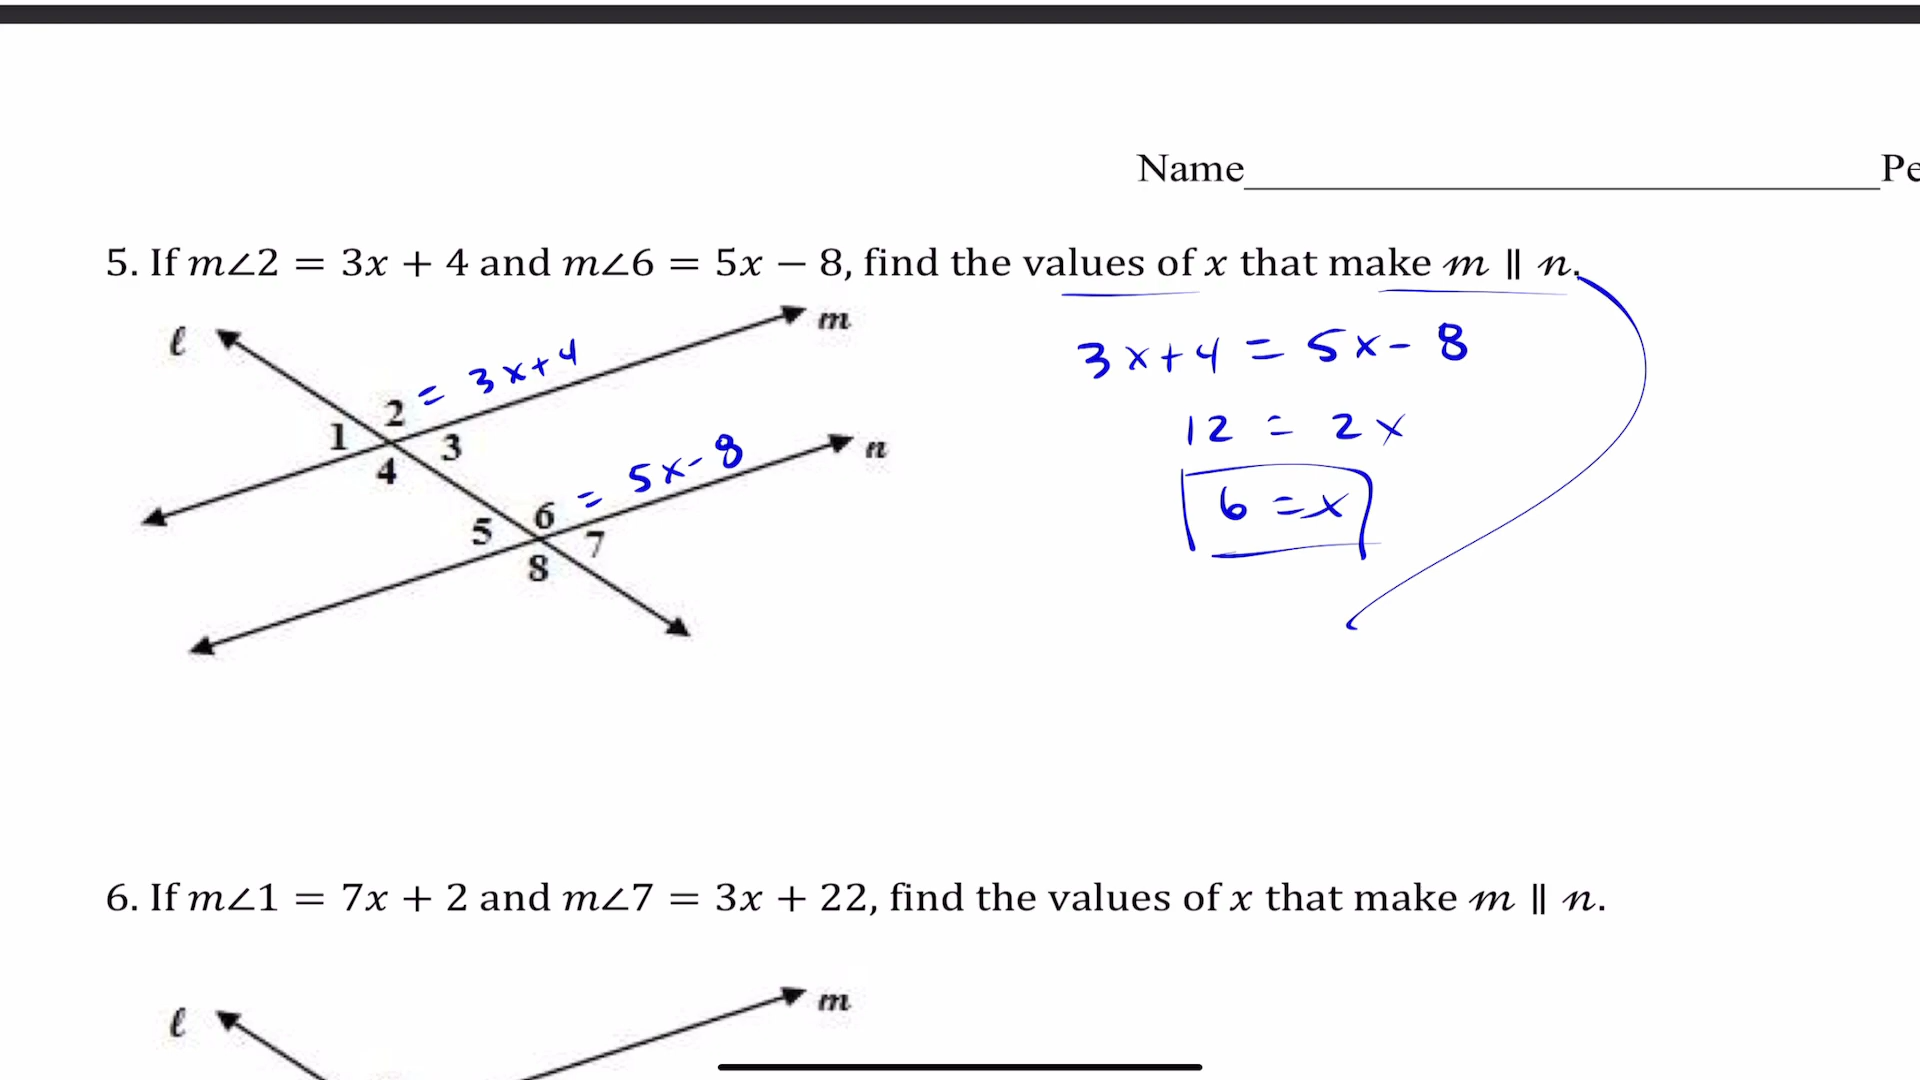 Name Pe
5. If m∠2 = 3x + 4 and m∠6 = 5x − 8, find the values of x that make m ∥ n.
ℓ
m
2 = 3x+4
1
3
4
n
6 = 5x-8
5
7
8
3x+4 = 5x-8
12 = 2x
6 = x
6. If m∠1 = 7x + 2 and m∠7 = 3x + 22, find the values of x that make m ∥ n.
ℓ
m